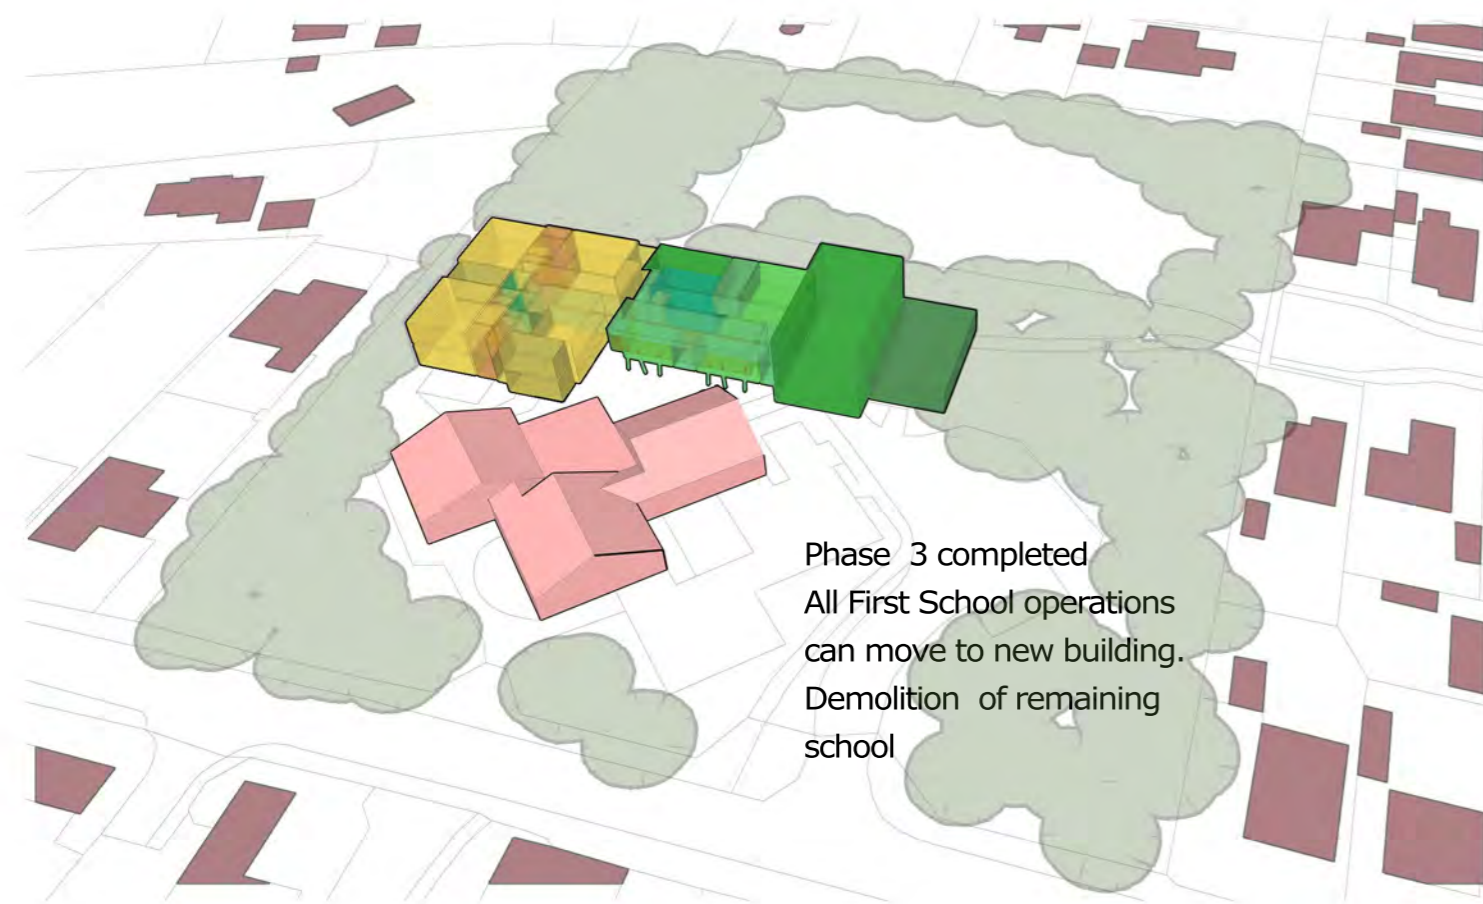 Phase  3 completed
All First School operations
can move to new building.
Demolition  of remaining
school